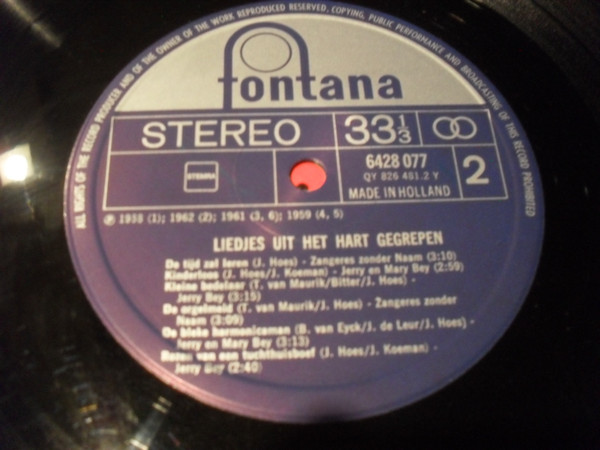 ALL RIGHTS OF THE RECORD PRODUCER AND OF THE OWNER OF THE WORK REPRODUCED RESERVED, COPYING, PUBLIC PERFORMANCE AND BROADCASTING OF THIS RECORD PROHIBITED
fontana
STEREO 33 1/3
STEMRA
6428 077
QY 826 481.2 Y
MADE IN HOLLAND
2
℗ 1958 (1); 1962 (2); 1961 (3, 6); 1959 (4, 5)
LIEDJES UIT HET HART GEGREPEN
De tijd zal leren (J. Hoes) - Zangeres zonder Naam (3:10)
Kinderloos (J. Hoes/J. Koeman) - Jerry en Mary Bey (2:59)
Kleine bedelaar (T. van Maurik/Bitter/J. Hoes) -
Jerry Bey (3:15)
De orgelmeid (T. van Maurik/J. Hoes) - Zangeres zonder
Naam (3:09)
De bleke harmonicaman (B. van Eyck/J. de Leur/J. Hoes) -
Jerry en Mary Bey (3:13)
Rozen van een tuchthuisboef (J. Hoes/J. Koeman) -
Jerry Bey (2:40)